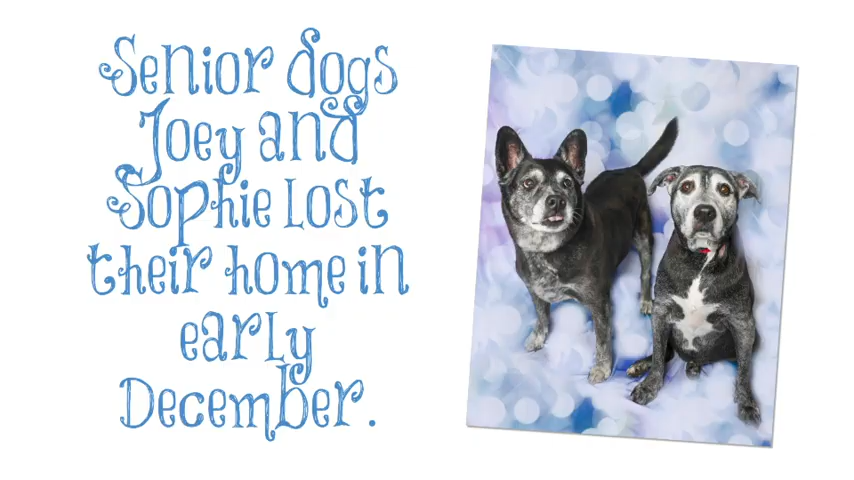 Senior dogs
Joey and
Sophie Lost
their home in
early
December.